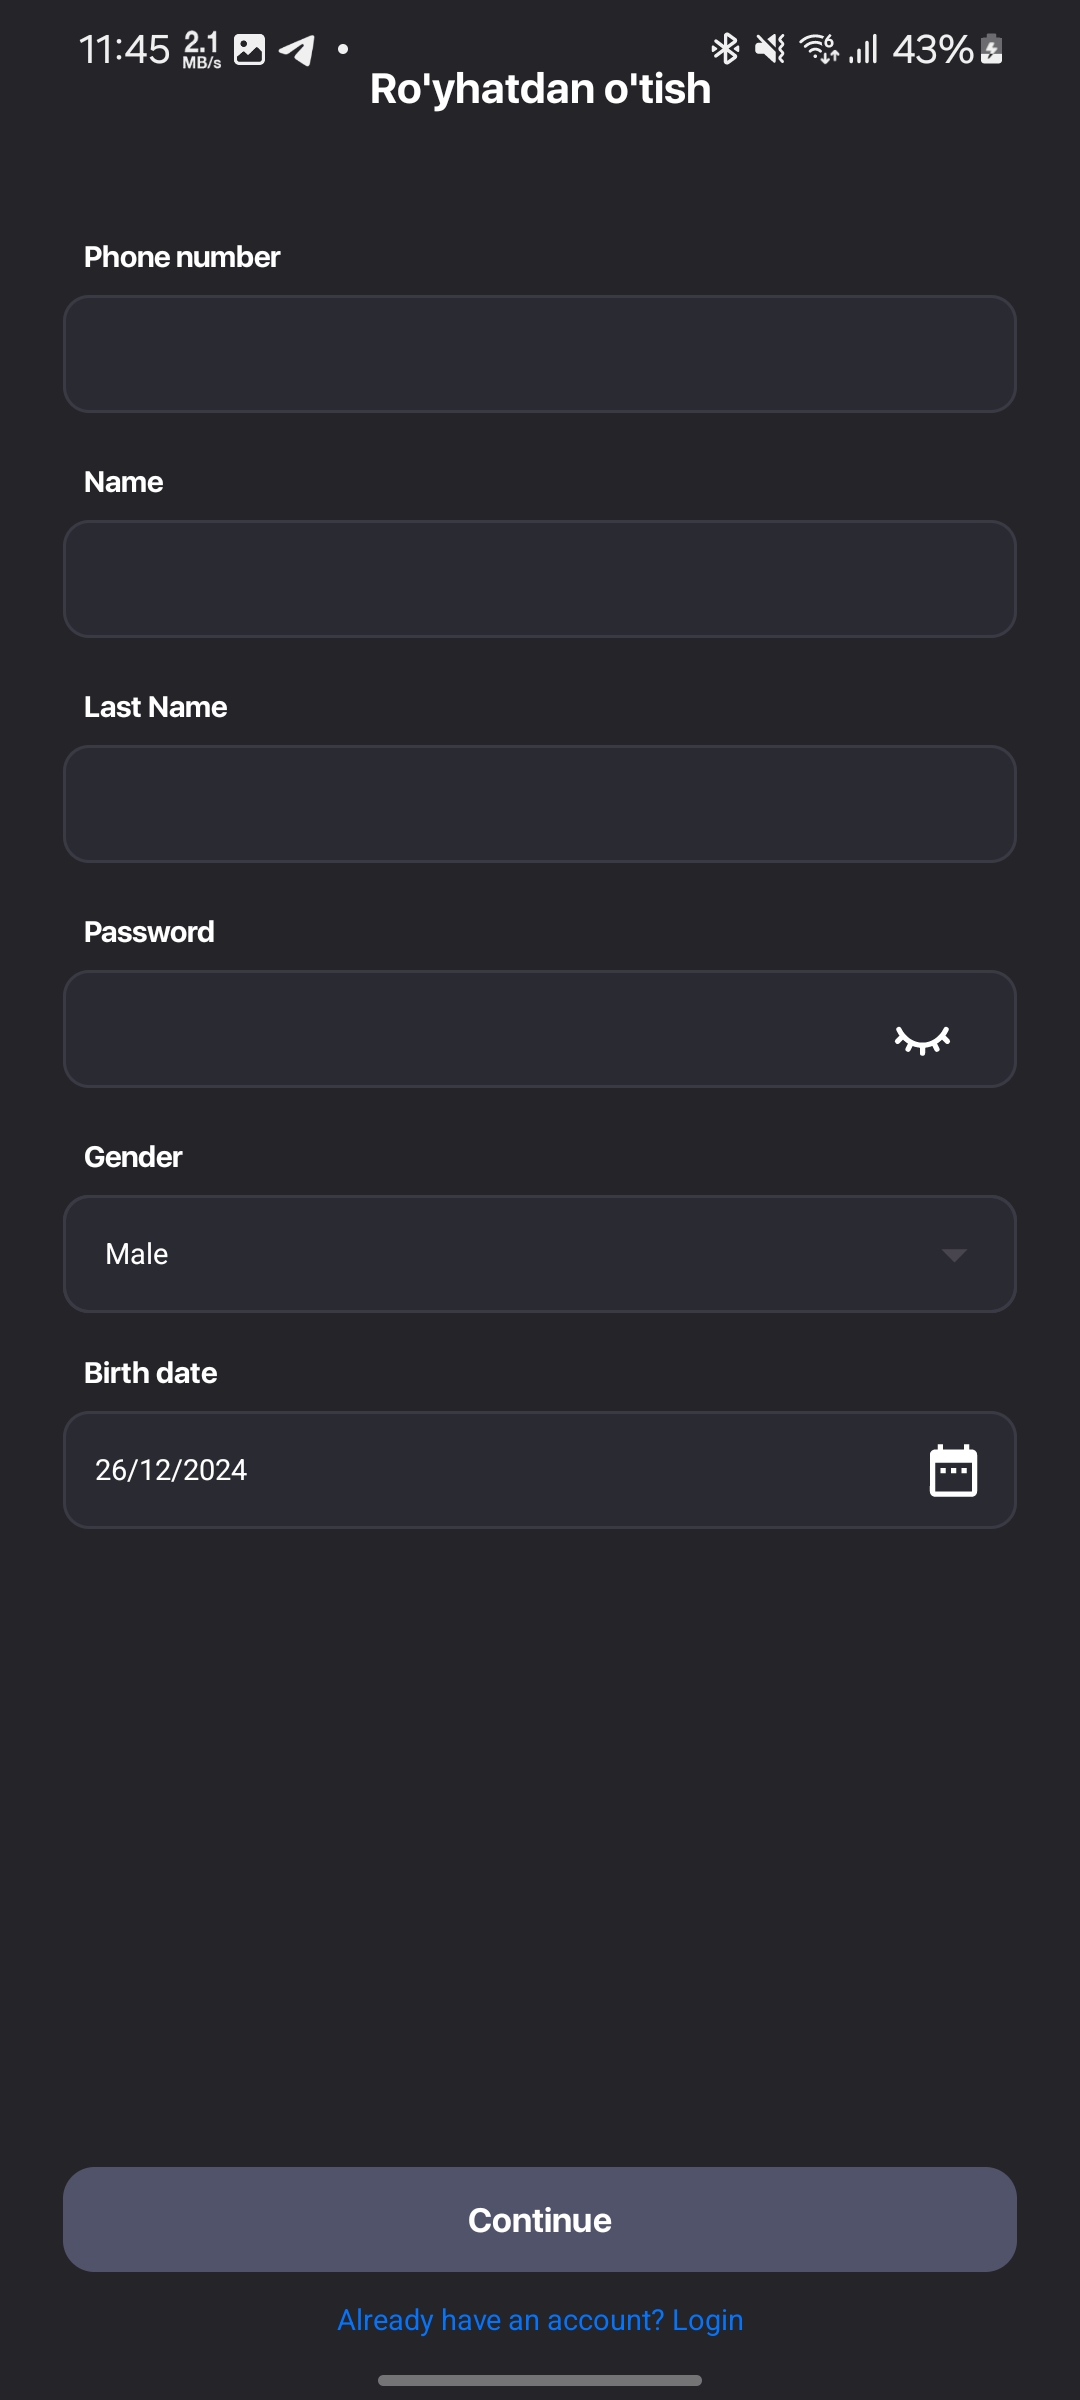 11:45 2.1 MB/s 43%
Ro'yhatdan o'tish
Phone number
Name
Last Name
Password
Gender
Male
Birth date
26/12/2024
Continue
Already have an account? Login